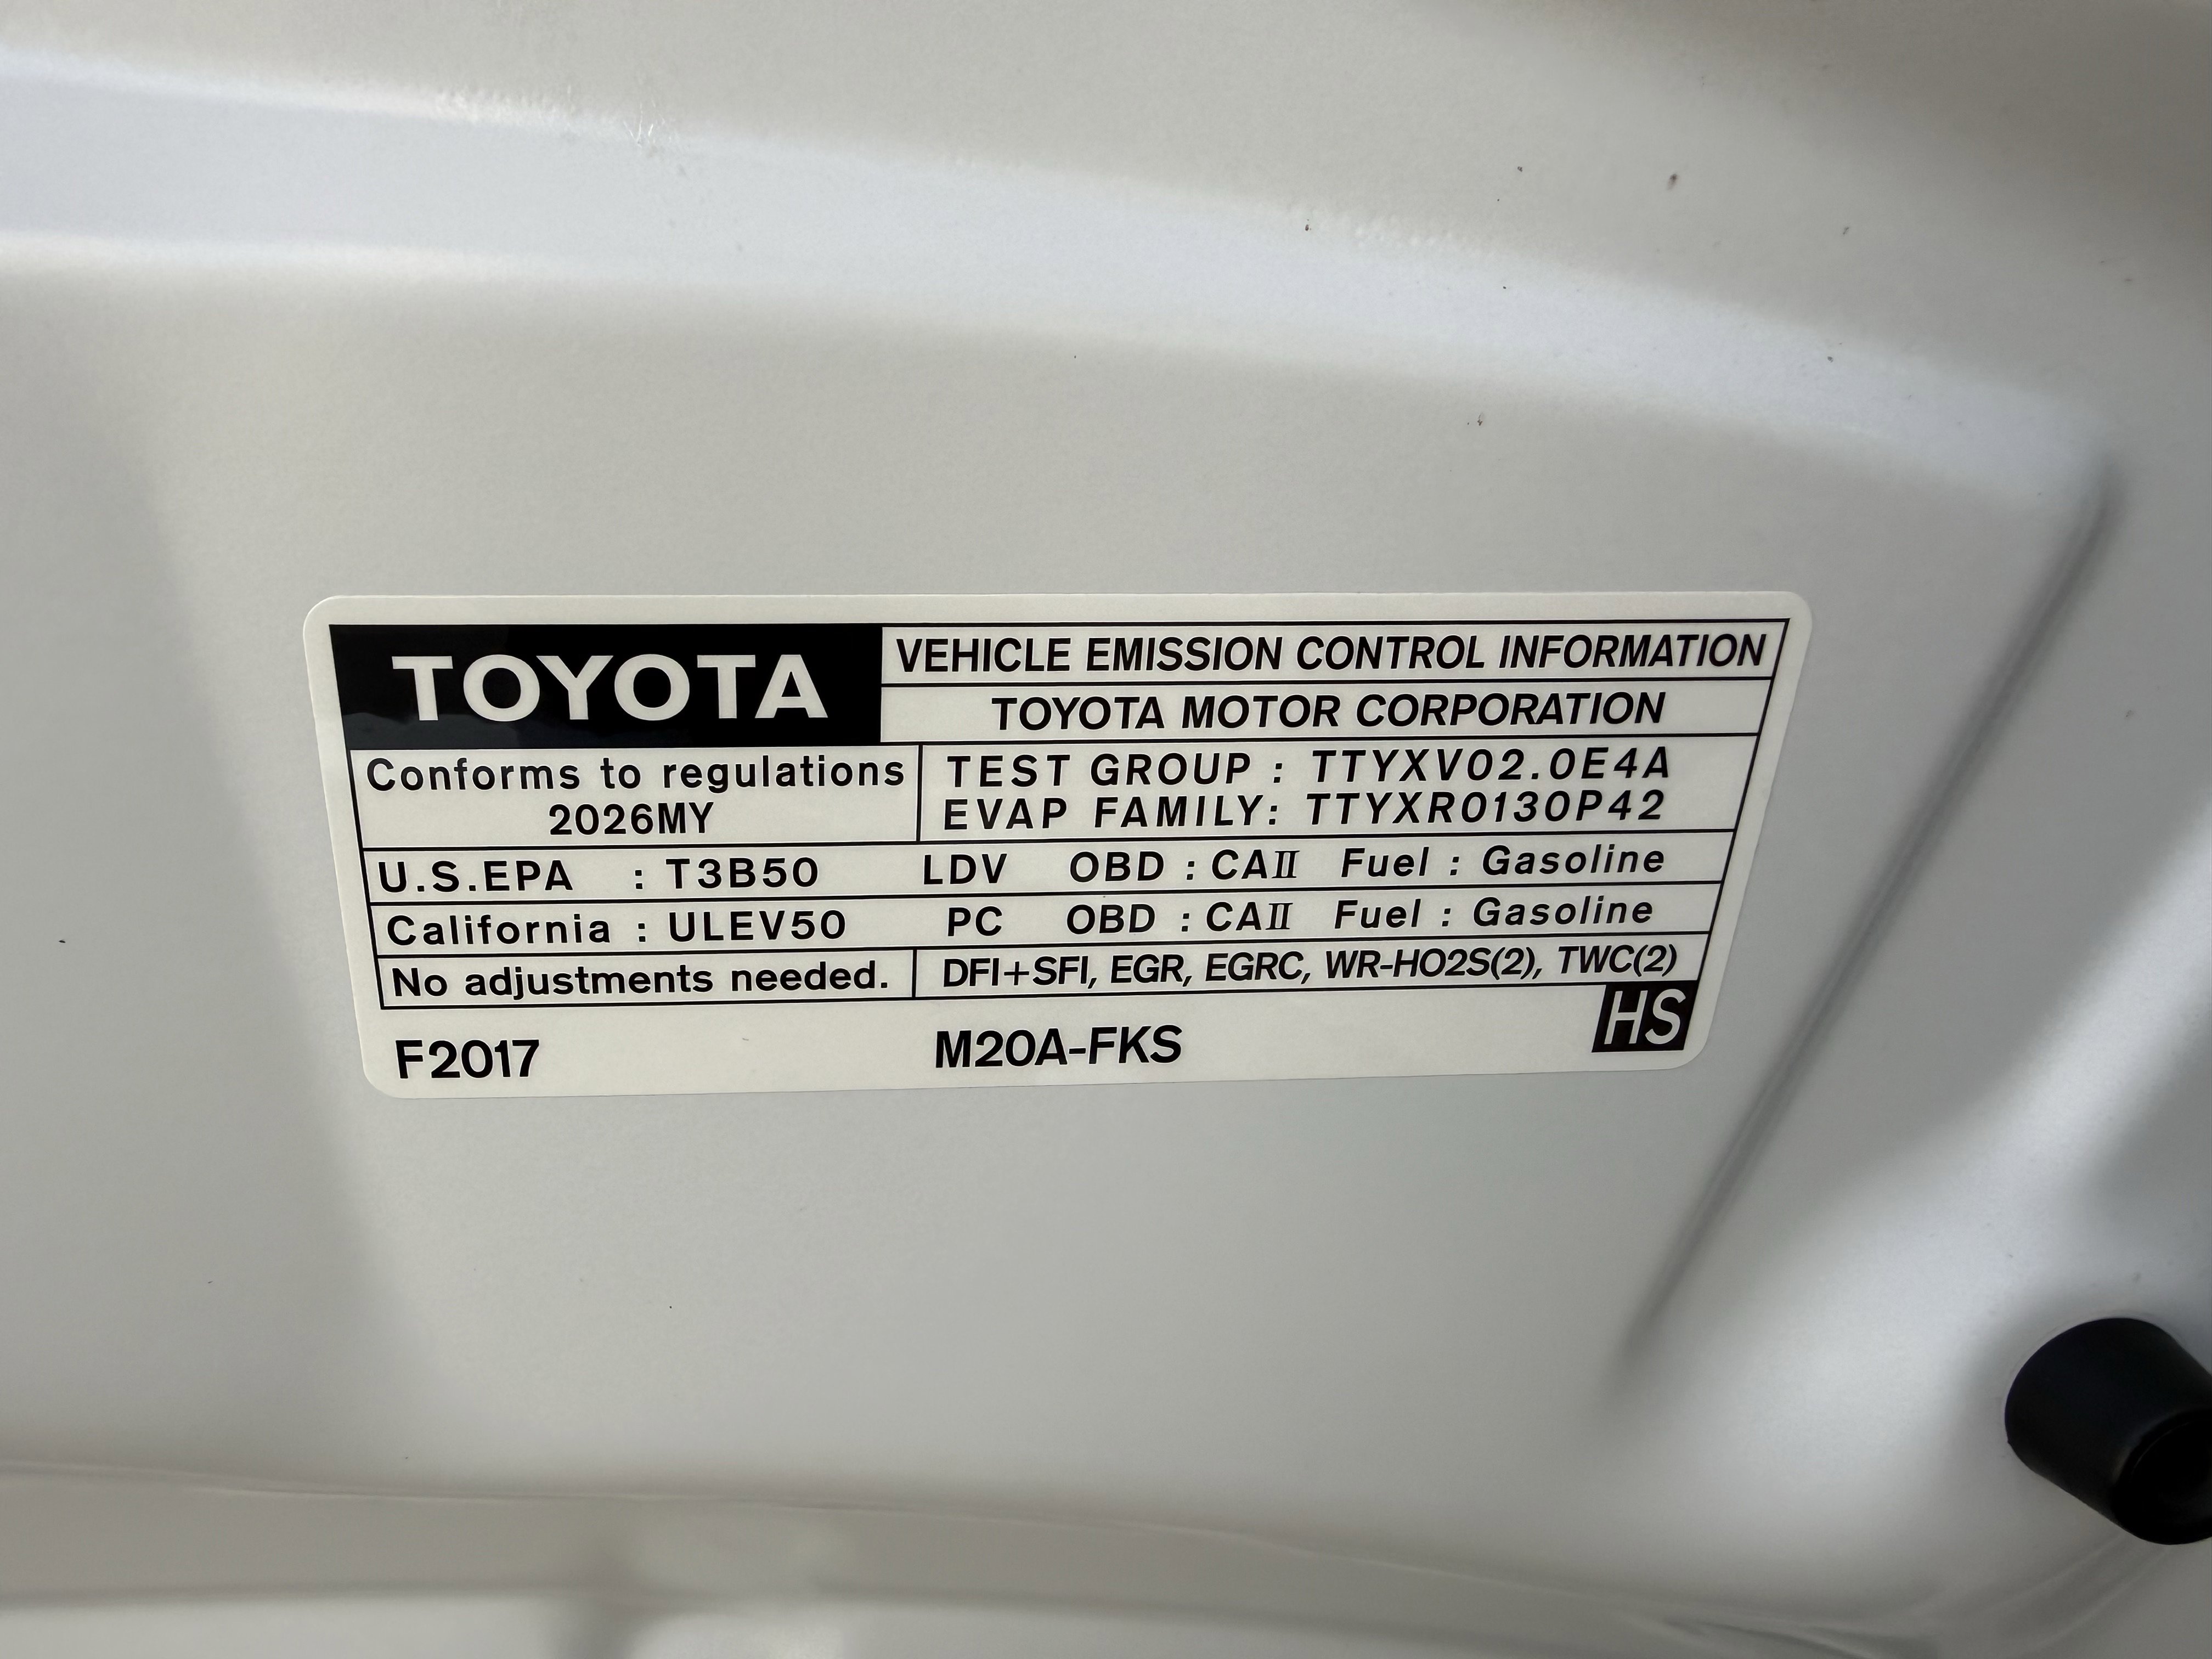 TOYOTA
VEHICLE EMISSION CONTROL INFORMATION
TOYOTA MOTOR CORPORATION
Conforms to regulations
2026MY
TEST GROUP : TTYXV02.0E4A
EVAP FAMILY: TTYXR0130P42
U.S.EPA : T3B50 LDV OBD : CAⅡ Fuel : Gasoline
California : ULEV50 PC OBD : CAⅡ Fuel : Gasoline
No adjustments needed. DFI+SFI, EGR, EGRC, WR-HO2S(2), TWC(2)
F2017 M20A-FKS HS